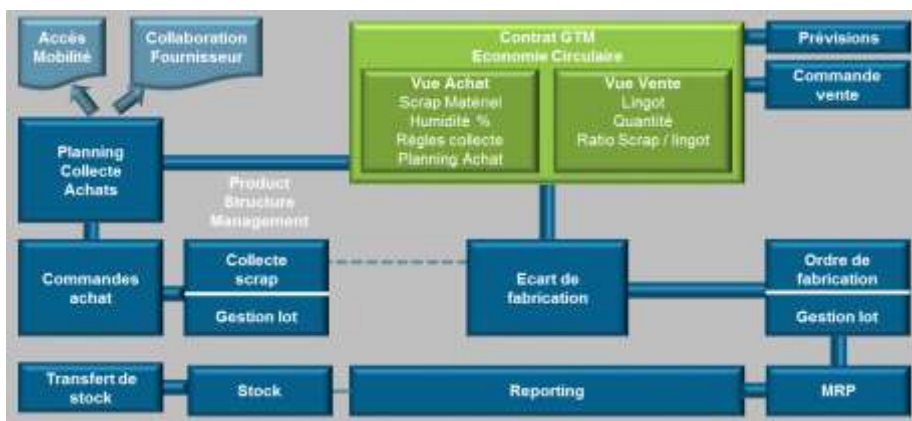 Accès
Mobilité
Collaboration
Fournisseur
Contrat GTM
Economie Circulaire
Vue Achat
Scrap Matériel
Humidité %
Règles collecte
Planning Achat
Vue Vente
Lingot
Quantité
Ratio Scrap / lingot
Prévisions
Commande
vente
Planning
Collecte
Achats
Product
Structure
Management
Commandes
achat
Collecte
scrap
Gestion lot
Ecart de
fabrication
Ordre de
fabrication
Gestion lot
Transfert de
stock
Stock
Reporting
MRP